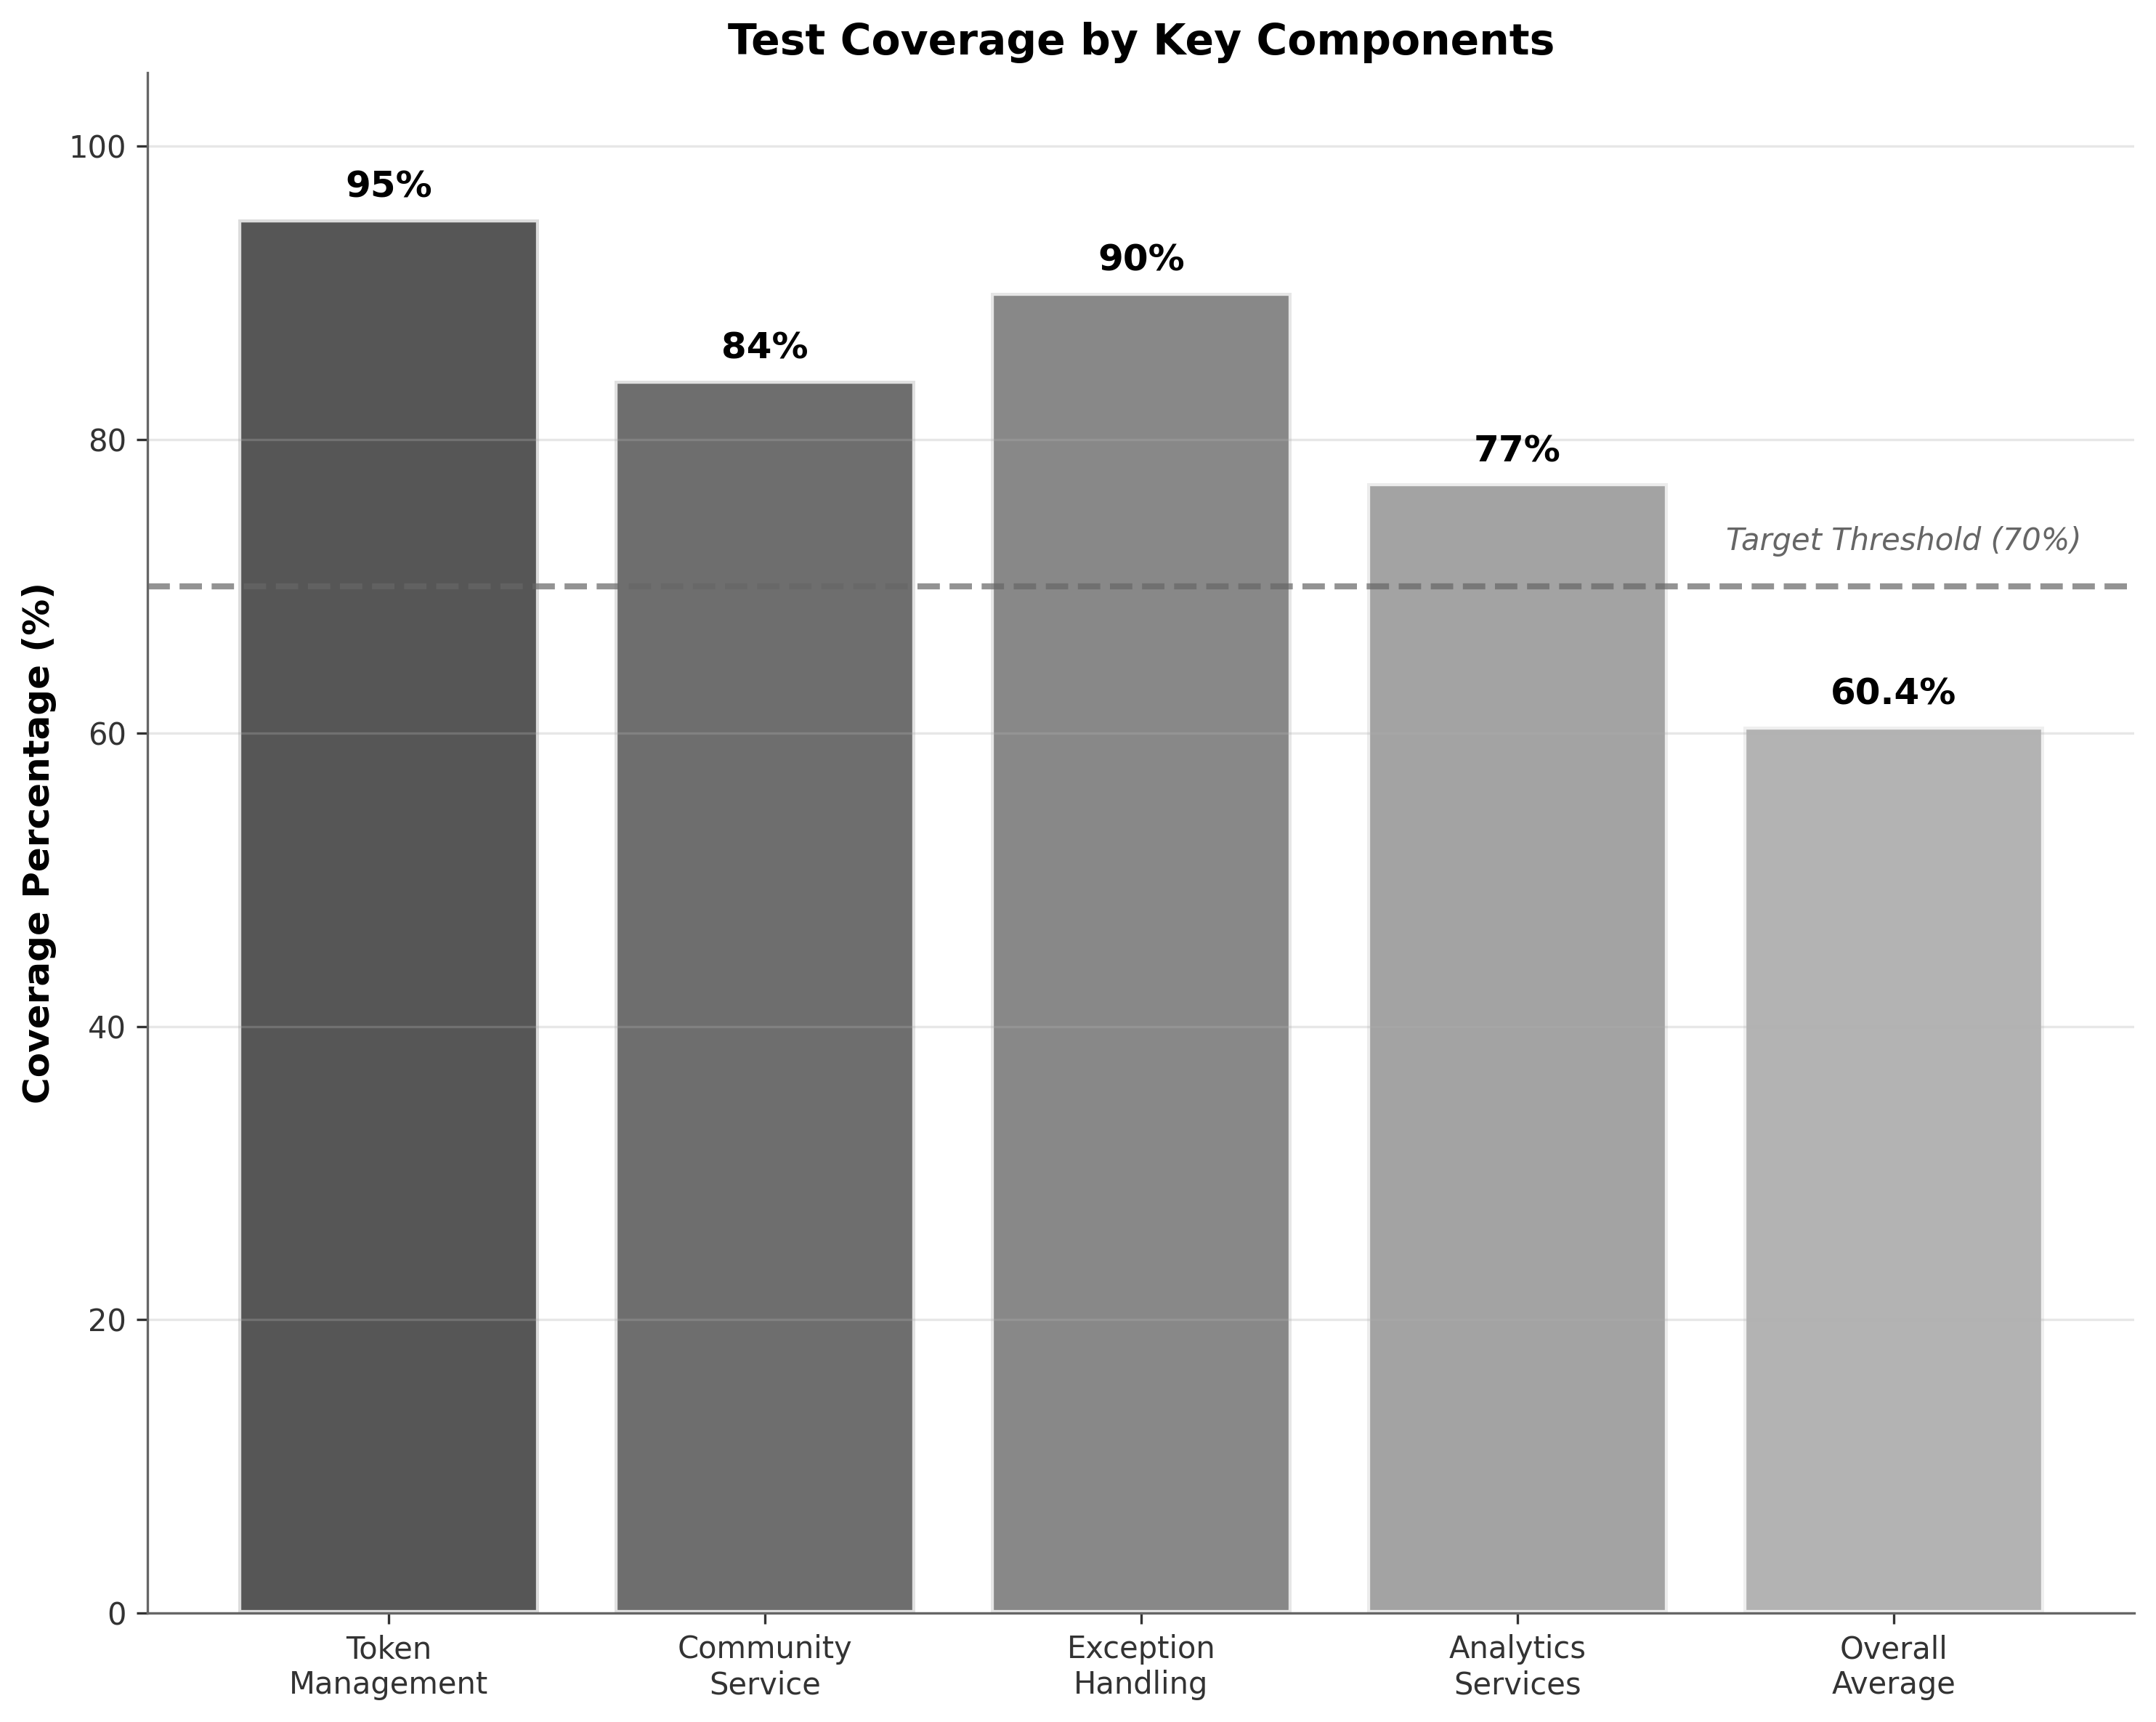 Test Coverage by Key Components
Coverage Percentage (%)
100
80
60
40
20
0
95%
84%
90%
77%
60.4%
Target Threshold (70%)
Token
Management
Community
Service
Exception
Handling
Analytics
Services
Overall
Average